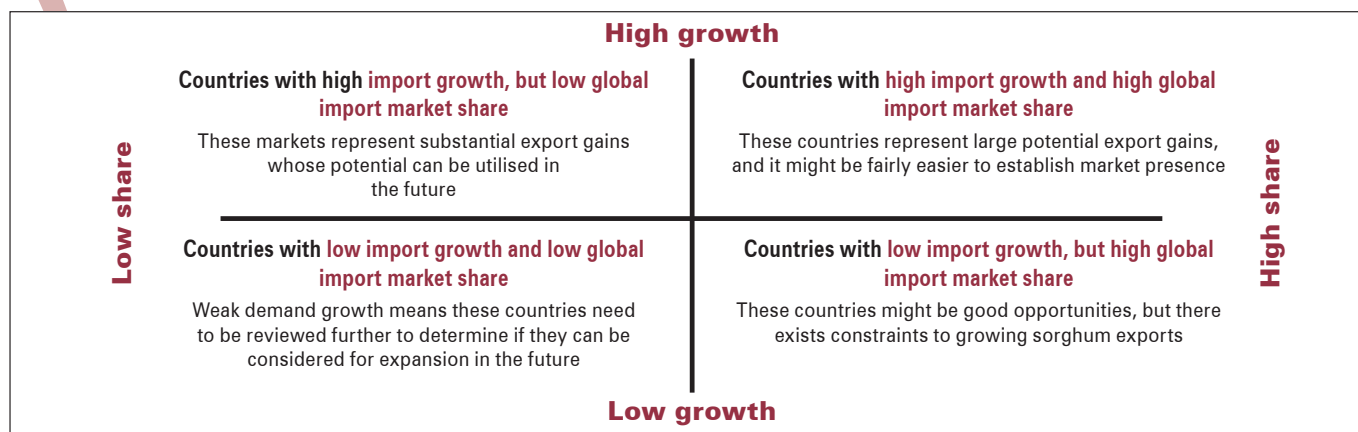 High growth
Low share
Countries with high import growth, but low global
import market share
These markets represent substantial export gains
whose potential can be utilised in
the future
Countries with high import growth and high global
import market share
These countries represent large potential export gains,
and it might be fairly easier to establish market presence
High share
Countries with low import growth and low global
import market share
Weak demand growth means these countries need
to be reviewed further to determine if they can be
considered for expansion in the future
Countries with low import growth, but high global
import market share
These countries might be good opportunities, but there
exists constraints to growing sorghum exports
Low growth